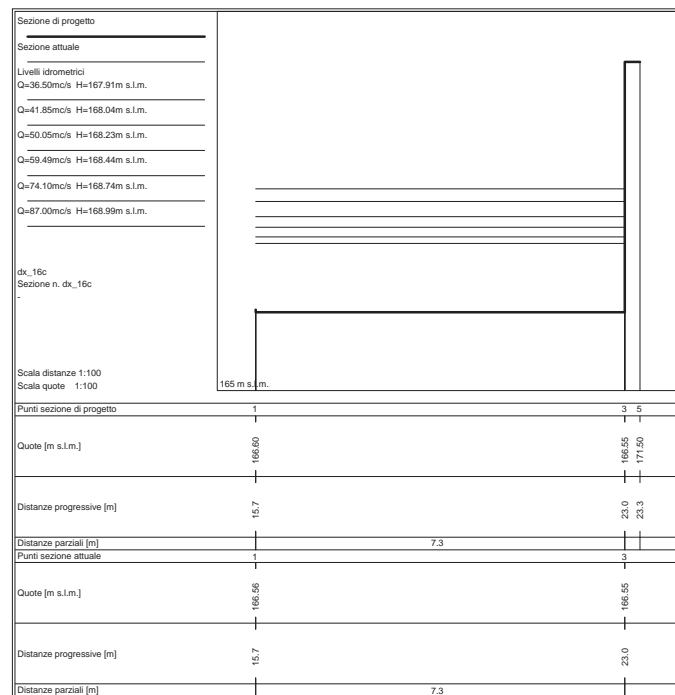 Sezione di progetto
Sezione attuale
Livelli idrometrici
Q=36.50mc/s H=167.91m s.l.m.
Q=41.85mc/s H=168.04m s.l.m.
Q=50.05mc/s H=168.23m s.l.m.
Q=59.49mc/s H=168.44m s.l.m.
Q=74.10mc/s H=168.74m s.l.m.
Q=87.00mc/s H=168.99m s.l.m.
dx_16c
Sezione n. dx_16c
-
Scala distanze 1:100
Scala quote 1:100
165 m s.l.m.
Punti sezione di progetto 1 3 5
Quote [m s.l.m.] 166.60 166.55 171.50
Distanze progressive [m] 15.7 23.0 23.3
Distanze parziali [m] 7.3
Punti sezione attuale 1 3
Quote [m s.l.m.] 166.56 166.55
Distanze progressive [m] 15.7 23.0
Distanze parziali [m] 7.3